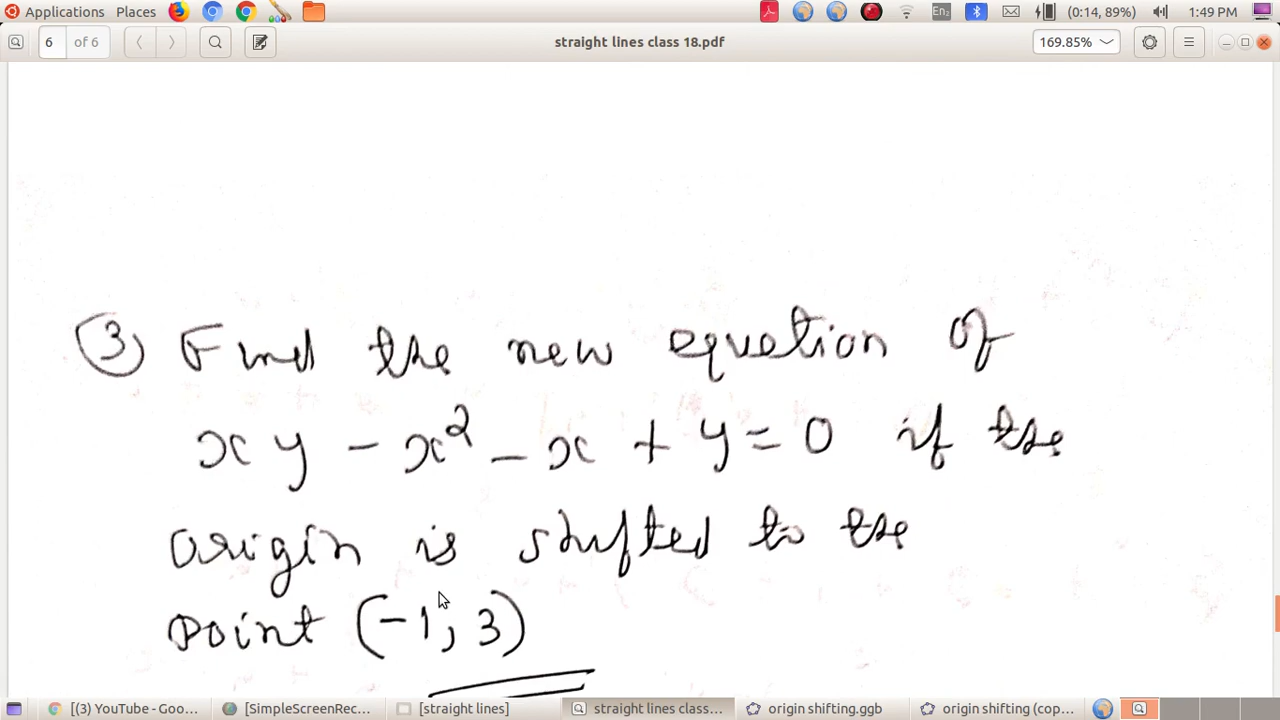 Applications Places En2 (0:14, 89%) 1:49 PM
6 of 6 straight lines class 18.pdf 169.85%
3 Find the new equetion of
xy - x² - x + y = 0 if the
origin is shifted to the
Point (-1, 3)
[(3) YouTube - Goo... [SimpleScreenRec... [straight lines] straight lines class... origin shifting.ggb origin shifting (cop...